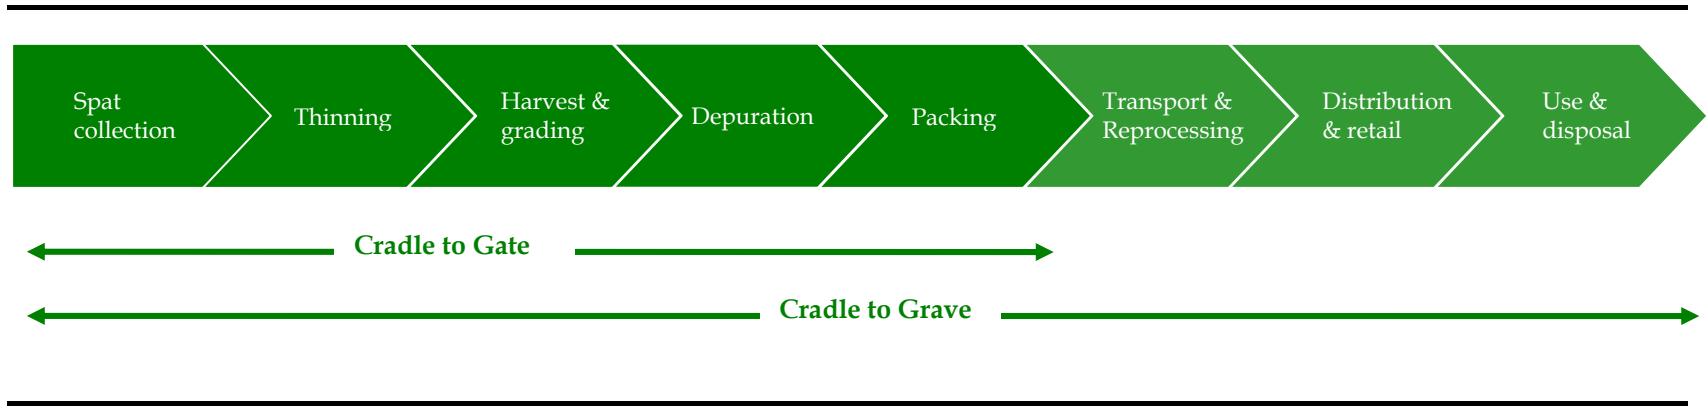 Spat
collection
Thinning
Harvest &
grading
Depuration
Packing
Transport &
Reprocessing
Distribution
& retail
Use &
disposal
Cradle to Gate
Cradle to Grave